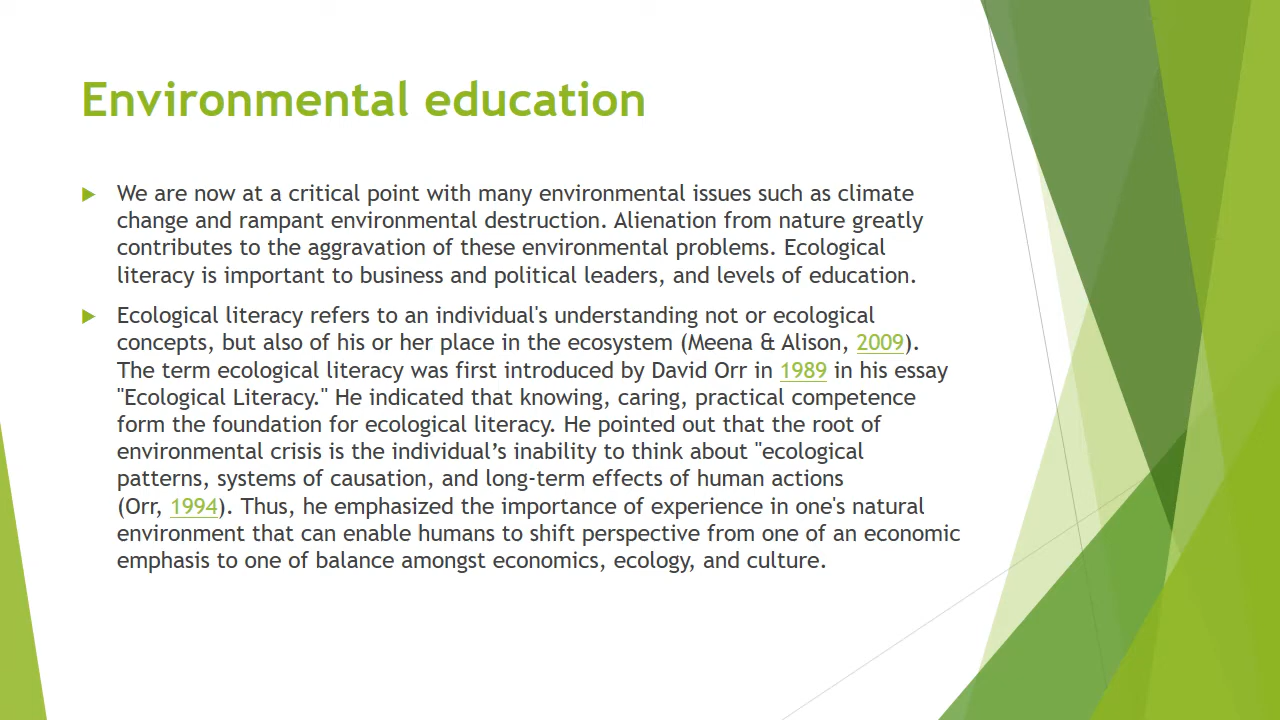 Environmental education
We are now at a critical point with many environmental issues such as climate
change and rampant environmental destruction. Alienation from nature greatly
contributes to the aggravation of these environmental problems. Ecological
literacy is important to business and political leaders, and levels of education.
Ecological literacy refers to an individual's understanding not or ecological
concepts, but also of his or her place in the ecosystem (Meena & Alison, 2009).
The term ecological literacy was first introduced by David Orr in 1989 in his essay
"Ecological Literacy." He indicated that knowing, caring, practical competence
form the foundation for ecological literacy. He pointed out that the root of
environmental crisis is the individual’s inability to think about "ecological
patterns, systems of causation, and long-term effects of human actions
(Orr, 1994). Thus, he emphasized the importance of experience in one's natural
environment that can enable humans to shift perspective from one of an economic
emphasis to one of balance amongst economics, ecology, and culture.